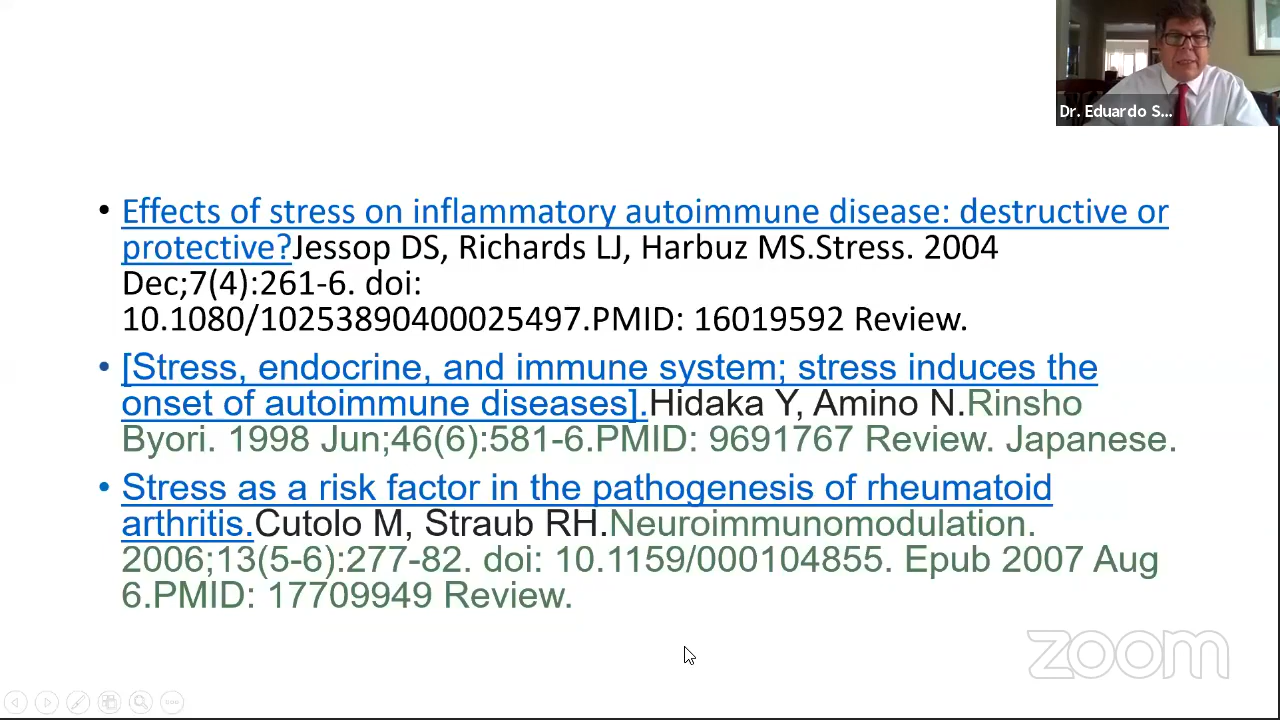 Dr. Eduardo S...
• Effects of stress on inflammatory autoimmune disease: destructive or
protective?Jessop DS, Richards LJ, Harbuz MS.Stress. 2004
Dec;7(4):261-6. doi:
10.1080/10253890400025497.PMID: 16019592 Review.
• [Stress, endocrine, and immune system; stress induces the
onset of autoimmune diseases].Hidaka Y, Amino N.Rinsho
Byori. 1998 Jun;46(6):581-6.PMID: 9691767 Review. Japanese.
• Stress as a risk factor in the pathogenesis of rheumatoid
arthritis.Cutolo M, Straub RH.Neuroimmunomodulation.
2006;13(5-6):277-82. doi: 10.1159/000104855. Epub 2007 Aug
6.PMID: 17709949 Review.
zoom